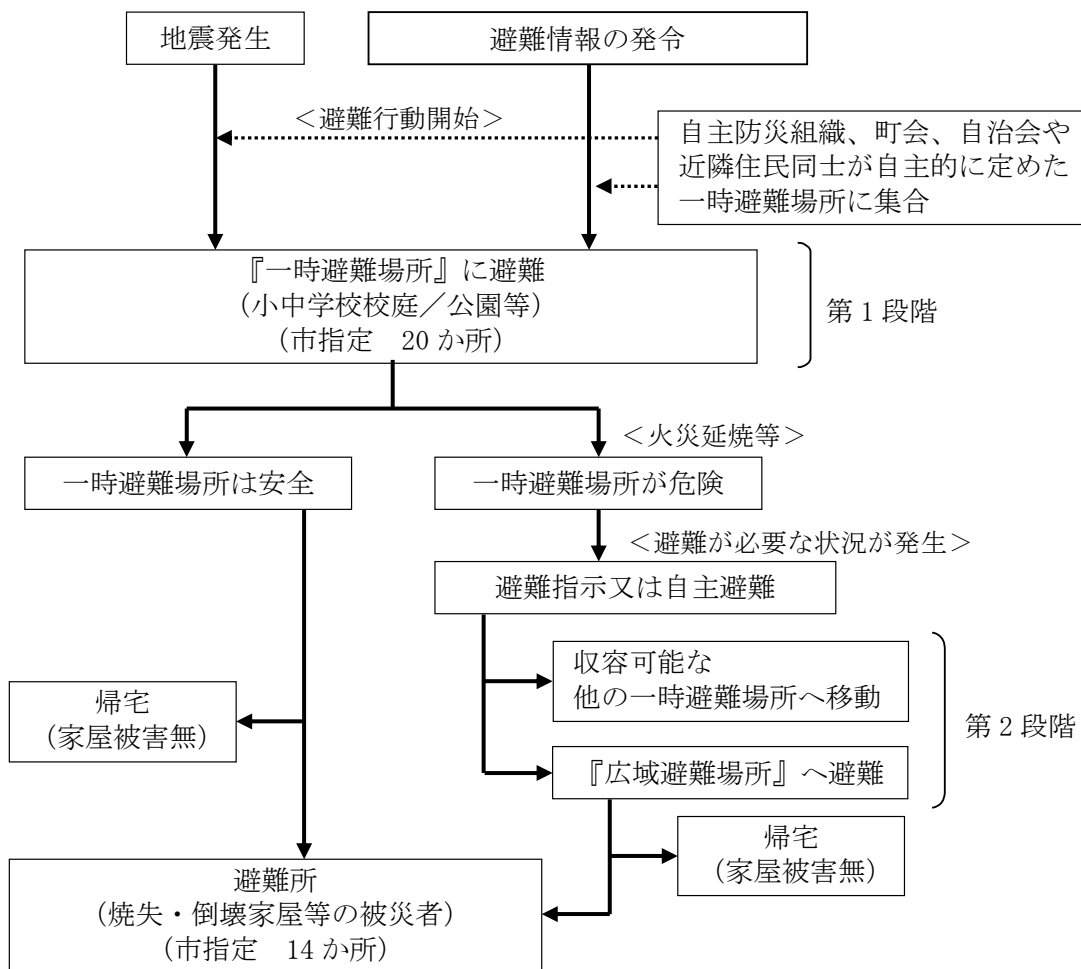 地震発生
避難情報の発令
＜避難行動開始＞
自主防災組織、町会、自治会や
近隣住民同士が自主的に定めた
一時避難場所に集合
『一時避難場所』に避難
（小中学校校庭／公園等）
（市指定　20 か所）
第１段階
＜火災延焼等＞
一時避難場所は安全
一時避難場所が危険
＜避難が必要な状況が発生＞
避難指示又は自主避難
収容可能な
他の一時避難場所へ移動
第２段階
帰宅
（家屋被害無）
『広域避難場所』へ避難
帰宅
（家屋被害無）
避難所
（焼失・倒壊家屋等の被災者）
（市指定　14 か所）